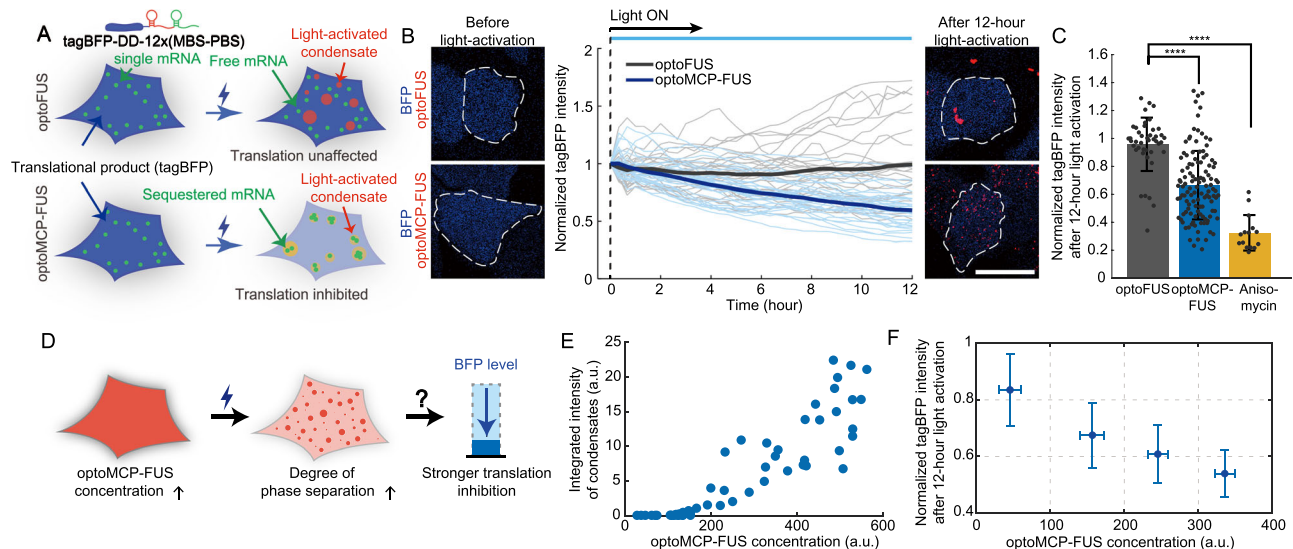 A
tagBFP-DD-12x(MBS-PBS)
single mRNA
Free mRNA
Light-activated
condensate
optoFUS
Translation unaffected
Translational product (tagBFP)
Sequestered mRNA
Light-activated
condensate
optoMCP-FUS
Translation inhibited
B
Before
light-activation
BFP
optoFUS
BFP
optoMCP-FUS
Light ON
optoFUS
optoMCP-FUS
Normalized tagBFP intensity
2
1.5
1.0
0.5
0
0
2
4
6
8
10
12
Time (hour)
After 12-hour
light-activation
C
Normalized tagBFP intensity
after 12-hour light activation
1.6
1.4
1.2
1
0.8
0.6
0.4
0.2
0
****
****
optoFUS
optoMCP-
FUS
Aniso-
mycin
D
optoMCP-FUS
concentration ↑
Degree of
phase separation ↑
?
BFP level
Stronger translation
inhibition
E
Integrated intensity
of condensates (a.u.)
25
20
15
10
5
0
0
200
400
600
optoMCP-FUS concentration (a.u.)
F
Normalized tagBFP intensity
after 12-hour light activation
1
0.8
0.6
0.4
0
100
200
300
400
optoMCP-FUS concentration (a.u.)